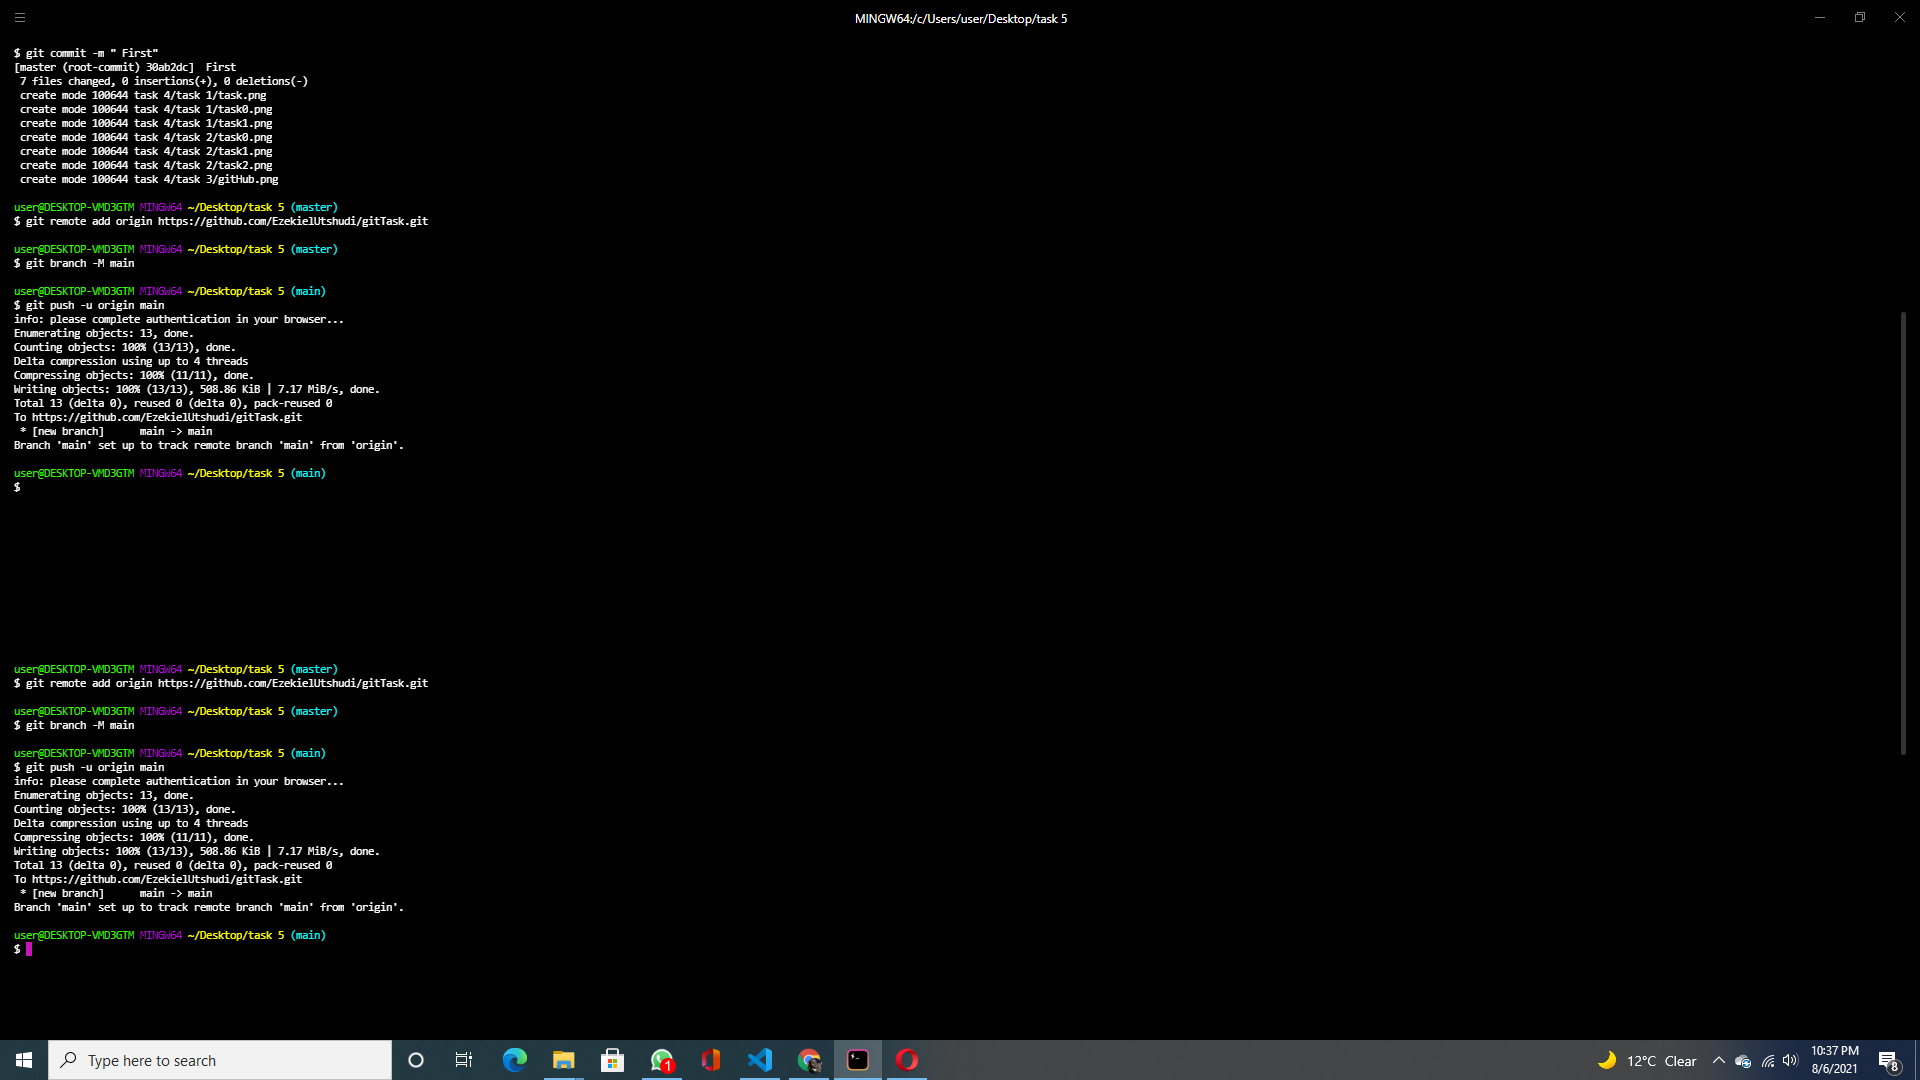 MINGW64:/c/Users/user/Desktop/task 5
$ git commit -m " First"
[master (root-commit) 30ab2dc]  First
 7 files changed, 0 insertions(+), 0 deletions(-)
 create mode 100644 task 4/task 1/task.png
 create mode 100644 task 4/task 1/task0.png
 create mode 100644 task 4/task 1/task1.png
 create mode 100644 task 4/task 2/task0.png
 create mode 100644 task 4/task 2/task1.png
 create mode 100644 task 4/task 2/task2.png
 create mode 100644 task 4/task 3/gitHub.png
user@DESKTOP-VMD3GTM MINGW64 ~/Desktop/task 5 (master)
$ git remote add origin https://github.com/EzekielUtshudi/gitTask.git
user@DESKTOP-VMD3GTM MINGW64 ~/Desktop/task 5 (master)
$ git branch -M main
user@DESKTOP-VMD3GTM MINGW64 ~/Desktop/task 5 (main)
$ git push -u origin main
info: please complete authentication in your browser...
Enumerating objects: 13, done.
Counting objects: 100% (13/13), done.
Delta compression using up to 4 threads
Compressing objects: 100% (11/11), done.
Writing objects: 100% (13/13), 508.86 KiB | 7.17 MiB/s, done.
Total 13 (delta 0), reused 0 (delta 0), pack-reused 0
To https://github.com/EzekielUtshudi/gitTask.git
 * [new branch]      main -> main
Branch 'main' set up to track remote branch 'main' from 'origin'.
user@DESKTOP-VMD3GTM MINGW64 ~/Desktop/task 5 (main)
$
user@DESKTOP-VMD3GTM MINGW64 ~/Desktop/task 5 (master)
$ git remote add origin https://github.com/EzekielUtshudi/gitTask.git
user@DESKTOP-VMD3GTM MINGW64 ~/Desktop/task 5 (master)
$ git branch -M main
user@DESKTOP-VMD3GTM MINGW64 ~/Desktop/task 5 (main)
$ git push -u origin main
info: please complete authentication in your browser...
Enumerating objects: 13, done.
Counting objects: 100% (13/13), done.
Delta compression using up to 4 threads
Compressing objects: 100% (11/11), done.
Writing objects: 100% (13/13), 508.86 KiB | 7.17 MiB/s, done.
Total 13 (delta 0), reused 0 (delta 0), pack-reused 0
To https://github.com/EzekielUtshudi/gitTask.git
 * [new branch]      main -> main
Branch 'main' set up to track remote branch 'main' from 'origin'.
user@DESKTOP-VMD3GTM MINGW64 ~/Desktop/task 5 (main)
$
Type here to search
1
12°C Clear
10:37 PM
8/6/2021
8